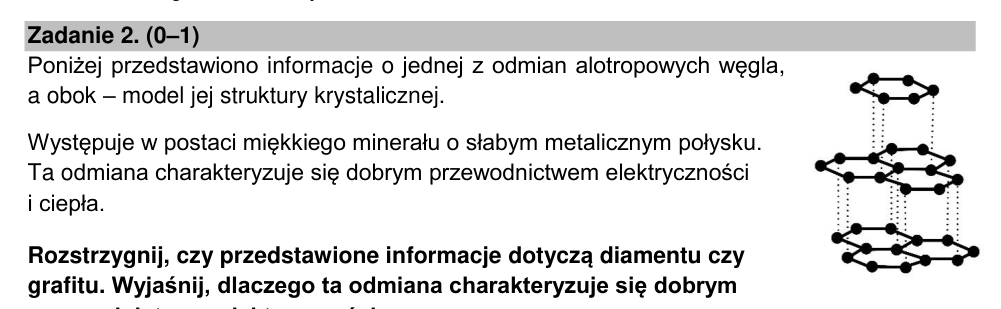 Zadanie 2. (0–1)
Poniżej przedstawiono informacje o jednej z odmian alotropowych węgla,
a obok – model jej struktury krystalicznej.
Występuje w postaci miękkiego minerału o słabym metalicznym połysku.
Ta odmiana charakteryzuje się dobrym przewodnictwem elektryczności
i ciepła.
Rozstrzygnij, czy przedstawione informacje dotyczą diamentu czy
grafitu. Wyjaśnij, dlaczego ta odmiana charakteryzuje się dobrym